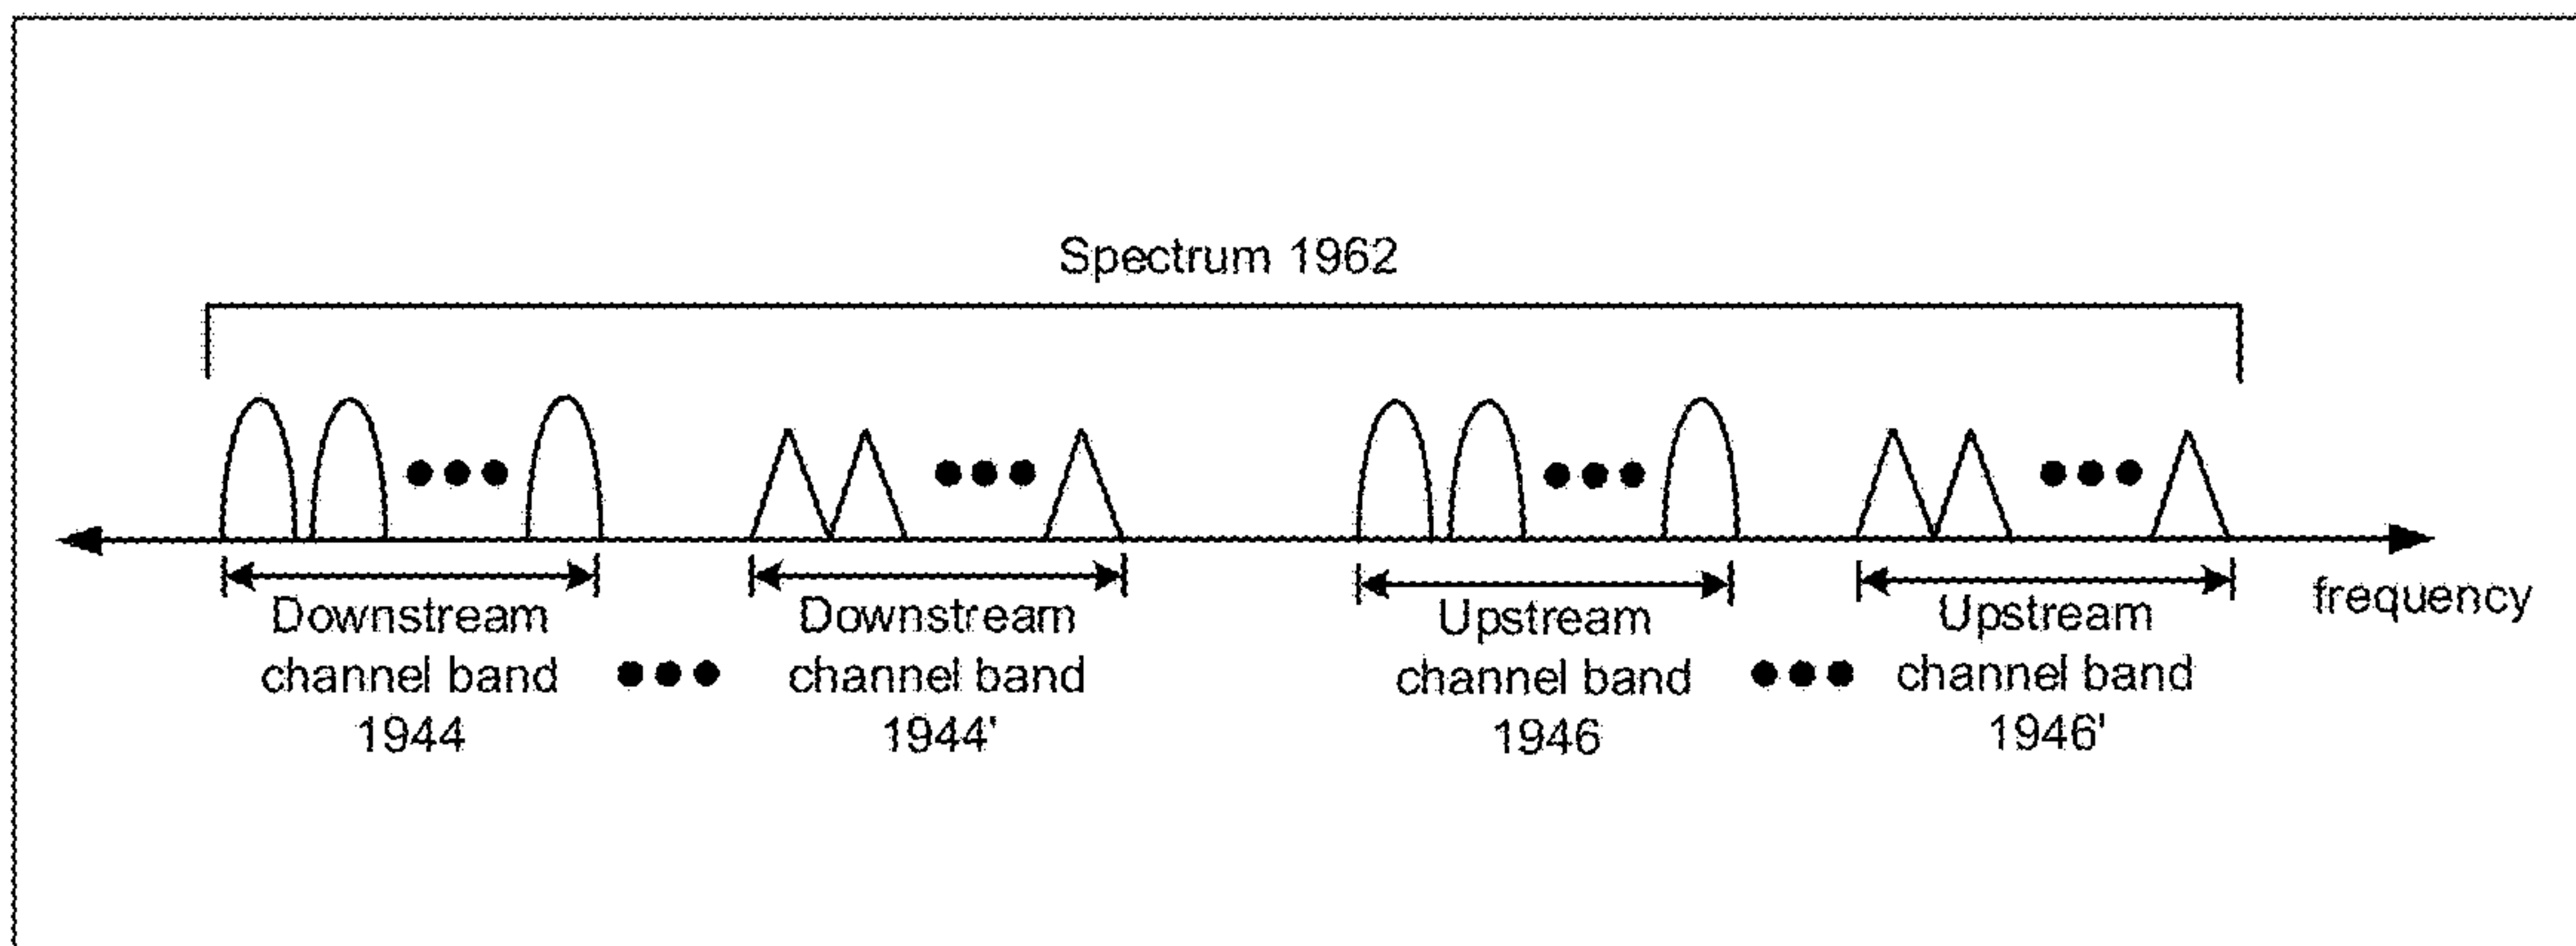 Spectrum 1962
Downstream
channel band
1944
Downstream
channel band
1944'
Upstream
channel band
1946
Upstream
channel band
1946'
frequency